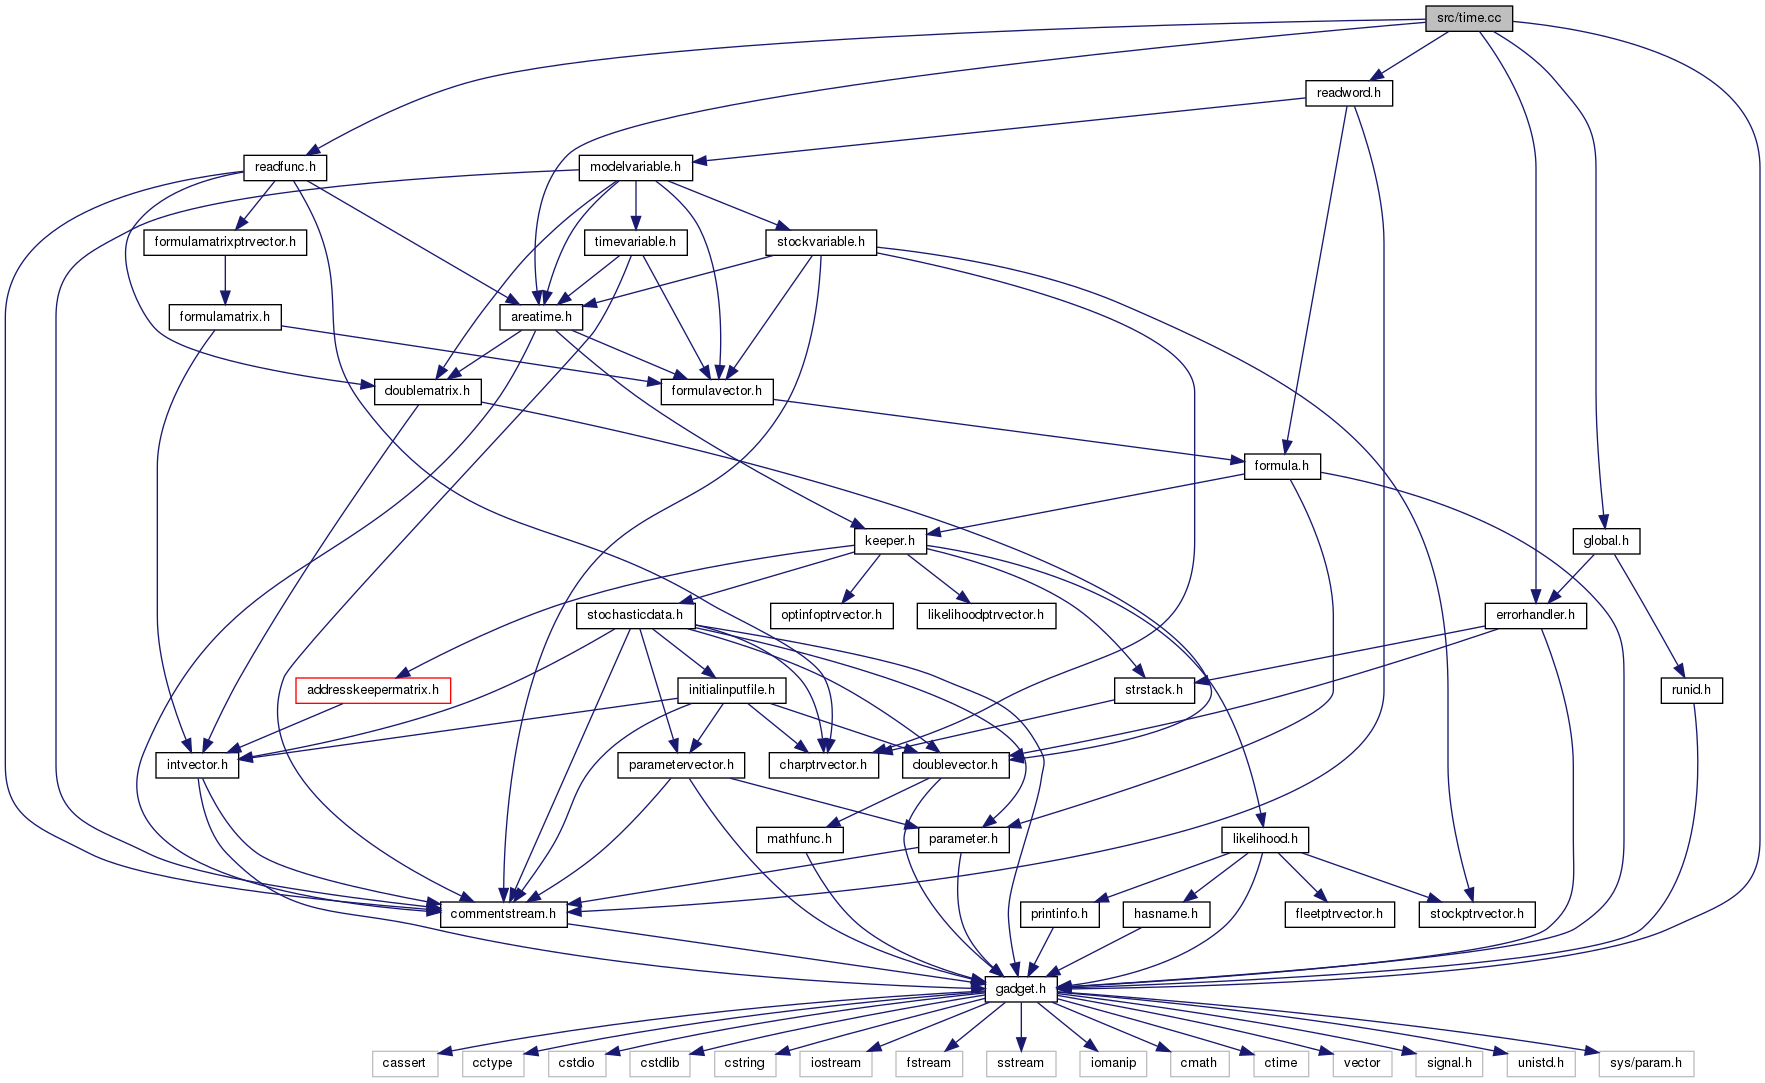 src/time.cc
readword.h
readfunc.h
modelvariable.h
formulamatrixptrvector.h
timevariable.h
stockvariable.h
formulamatrix.h
areatime.h
doublematrix.h
formulavector.h
formula.h
keeper.h
global.h
stochasticdata.h
optinfoptrvector.h
likelihoodptrvector.h
errorhandler.h
addresskeepermatrix.h
initialinputfile.h
strstack.h
runid.h
intvector.h
parametervector.h
charptrvector.h
doublevector.h
mathfunc.h
parameter.h
likelihood.h
commentstream.h
printinfo.h
hasname.h
fleetptrvector.h
stockptrvector.h
gadget.h
cassert
cctype
cstdio
cstdlib
cstring
iostream
fstream
sstream
iomanip
cmath
ctime
vector
signal.h
unistd.h
sys/param.h